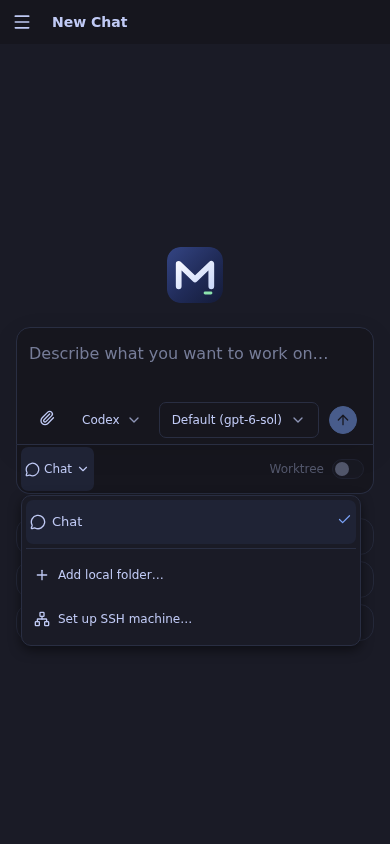 New Chat
Describe what you want to work on...
Codex
Default (gpt-6-sol)
Chat
Worktree
Chat
Add local folder...
Set up SSH machine...